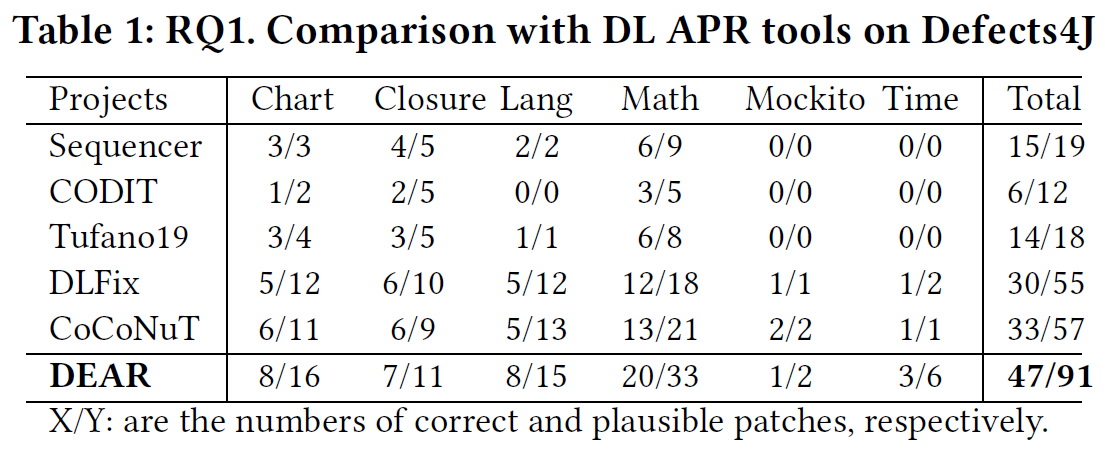 Table 1: RQ1. Comparison with DL APR tools on Defects4J
Projects Chart Closure Lang Math Mockito Time Total
Sequencer 3/3 4/5 2/2 6/9 0/0 0/0 15/19
CODIT 1/2 2/5 0/0 3/5 0/0 0/0 6/12
Tufano19 3/4 3/5 1/1 6/8 0/0 0/0 14/18
DLFix 5/12 6/10 5/12 12/18 1/1 1/2 30/55
CoCoNuT 6/11 6/9 5/13 13/21 2/2 1/1 33/57
DEAR 8/16 7/11 8/15 20/33 1/2 3/6 47/91
X/Y: are the numbers of correct and plausible patches, respectively.